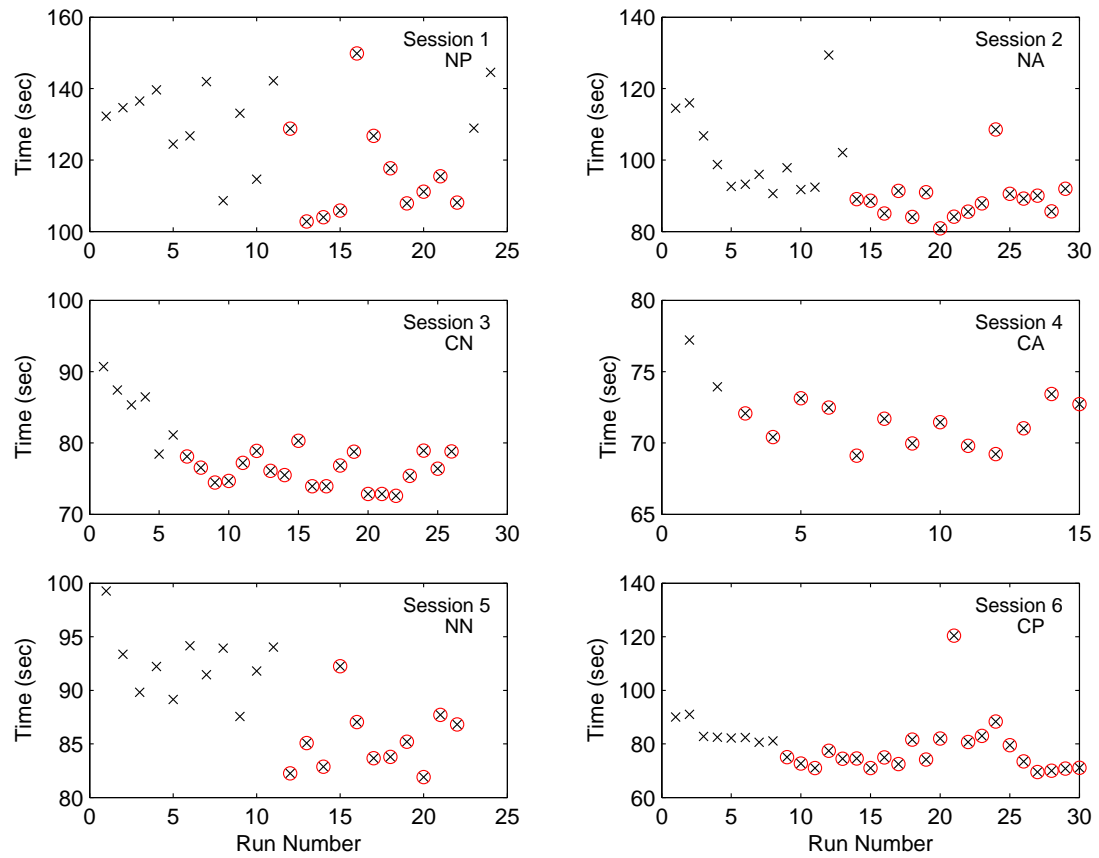 160
140
120
100
Time (sec)
0 5 10 15 20 25
Session 1
NP
140
120
100
80
Time (sec)
0 5 10 15 20 25 30
Session 2
NA
100
90
80
70
Time (sec)
0 5 10 15 20 25 30
Session 3
CN
80
75
70
65
Time (sec)
0 5 10 15
Session 4
CA
100
95
90
85
80
Time (sec)
0 5 10 15 20 25
Run Number
Session 5
NN
140
120
100
80
60
Time (sec)
0 5 10 15 20 25 30
Run Number
Session 6
CP